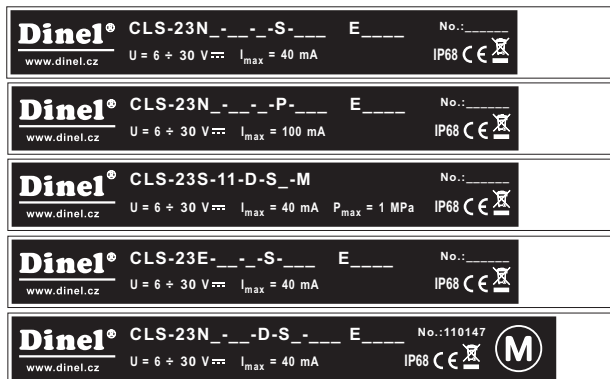 Dinel® CLS-23N_-__-_-S-___ E____ No.:______
www.dinel.cz U = 6 ÷ 30 V⎓ Imax = 40 mA IP68 CE
Dinel® CLS-23N_-__-_-P-___ E____ No.:______
www.dinel.cz U = 6 ÷ 30 V⎓ Imax = 100 mA IP68 CE
Dinel® CLS-23S-11-D-S_-M No.:______
www.dinel.cz U = 6 ÷ 30 V⎓ Imax = 40 mA Pmax = 1 MPa IP68 CE
Dinel® CLS-23E-__-_-S-___ E____ No.:______
www.dinel.cz U = 6 ÷ 30 V⎓ Imax = 40 mA IP68 CE
Dinel® CLS-23N_-__-D-S_-___ E____ No.:110147
www.dinel.cz U = 6 ÷ 30 V⎓ Imax = 40 mA IP68 CE M